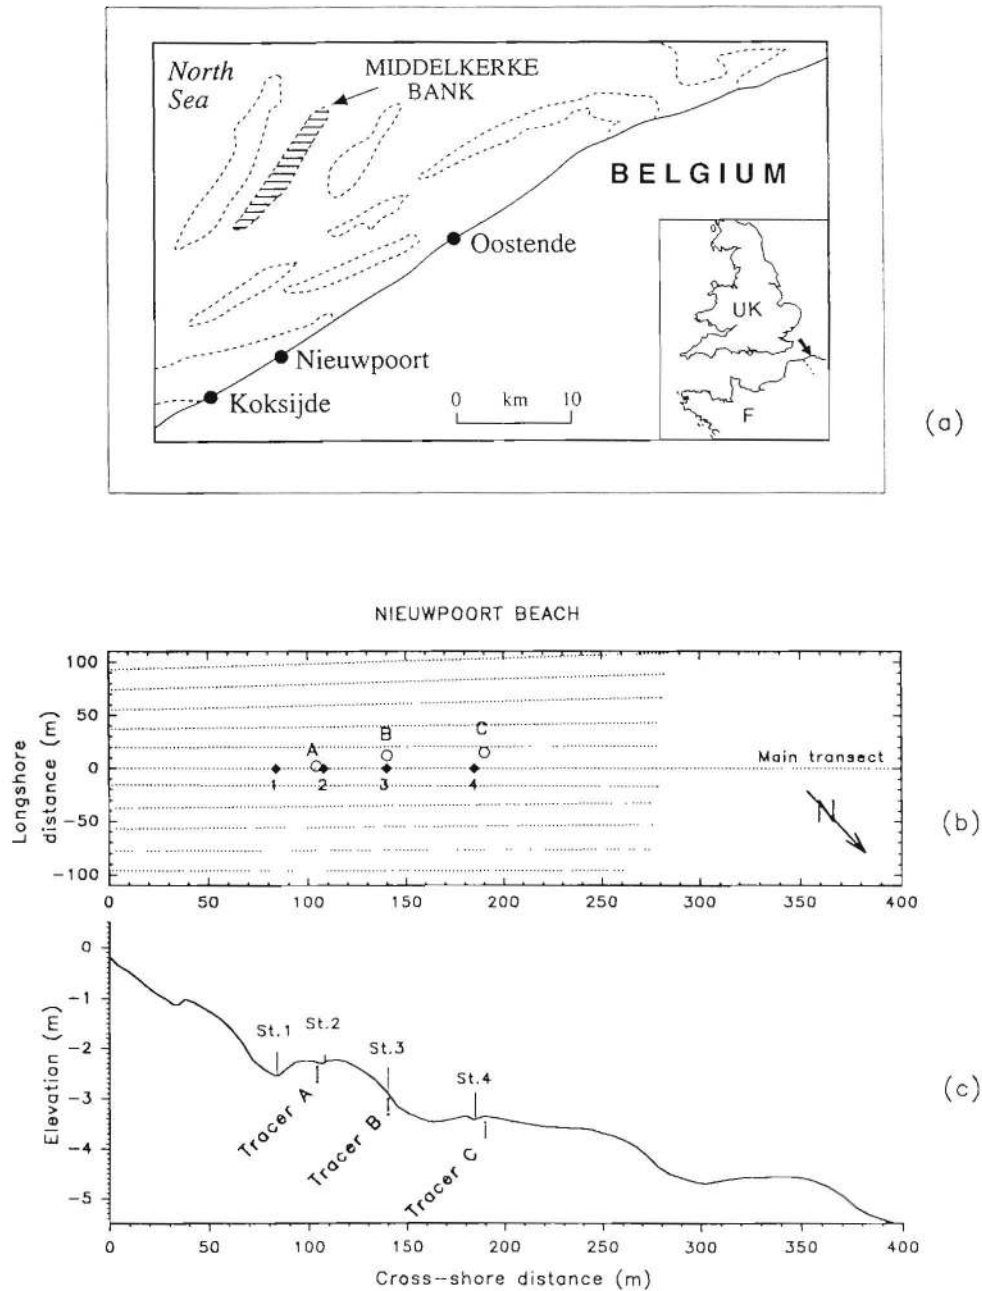 North
Sea
MIDDELKERKE
BANK
BELGIUM
Oostende
Nieuwpoort
Koksijde
0 km 10
UK
F
(a)
NIEUWPOORT BEACH
Longshore
distance (m)
100
50
0
−50
−100
A
B
C
1
2
3
4
Main transect
N
(b)
0 50 100 150 200 250 300 350 400
Elevation (m)
0
−1
−2
−3
−4
−5
St.1
St.2
St.3
St.4
Tracer A
Tracer B
Tracer C
(c)
0 50 100 150 200 250 300 350 400
Cross−shore distance (m)